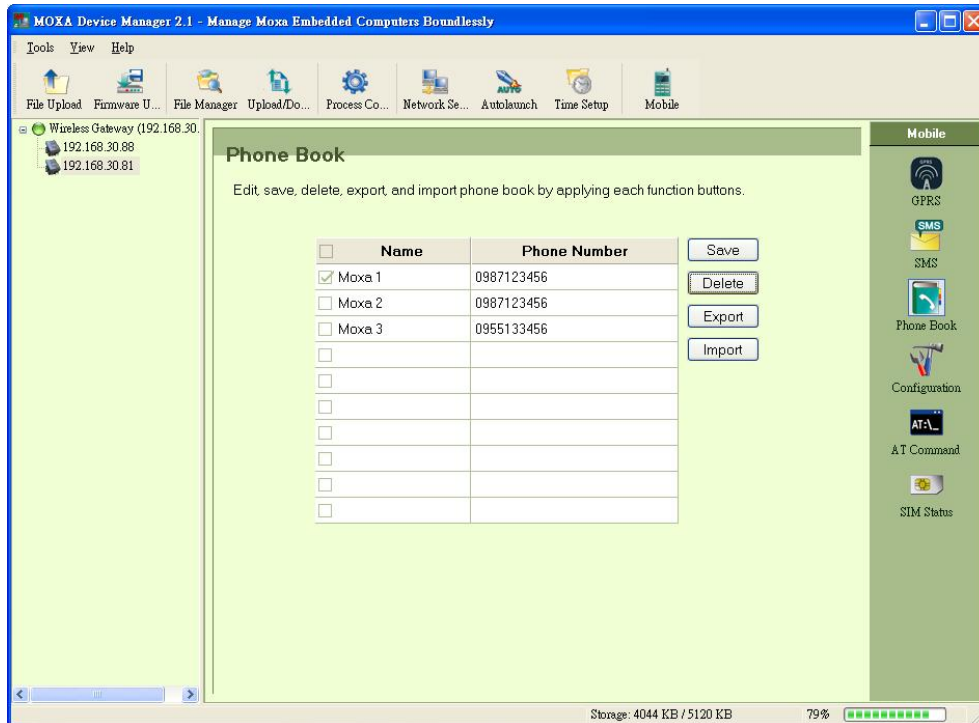 MOXA Device Manager 2.1 - Manage Moxa Embedded Computers Boundlessly
Tools View Help
File Upload Firmware U... File Manager Upload/Do... Process Co... Network Se... Autolaunch Time Setup Mobile
AUTO
Wireless Gateway (192.168.30.
192.168.30.88
192.168.30.81
Phone Book
Edit, save, delete, export, and import phone book by applying each function buttons.
Name Phone Number
Moxa 1 0987123456
Moxa 2 0987123456
Moxa 3 0955133456
Save
Delete
Export
Import
Mobile
GPRS
GPRS
SMS
SMS
Phone Book
Configuration
AT:\_
AT Command
SIM Status
Storage: 4044 KB / 5120 KB 79%